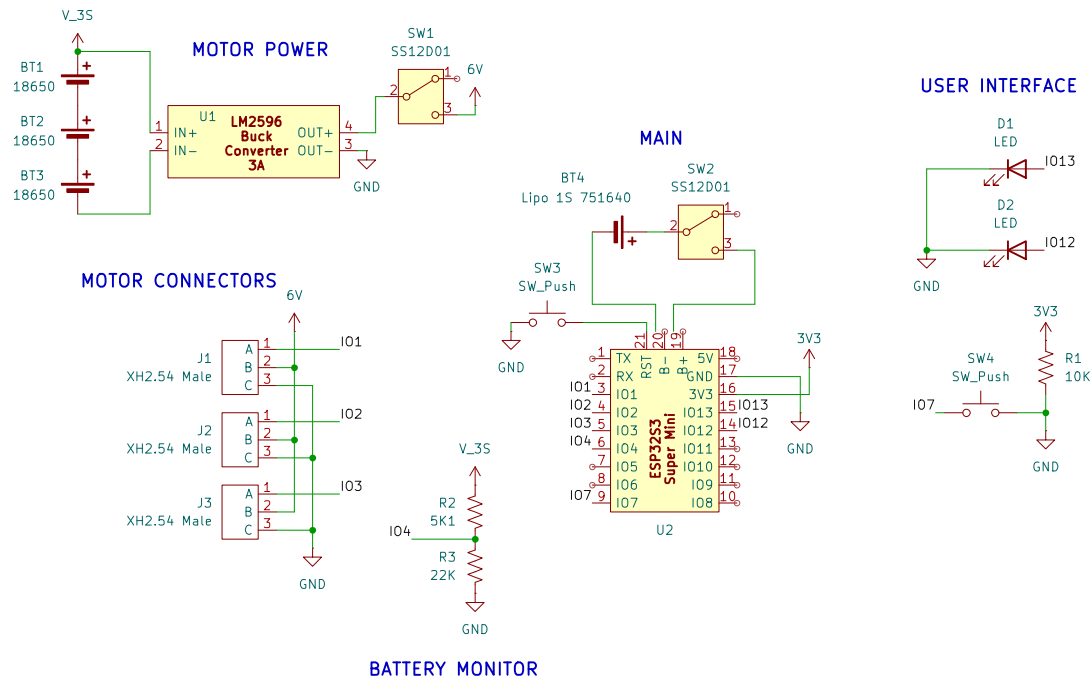 MOTOR POWER
V_3S
BT1
18650
BT2
18650
BT3
18650
U1
LM2596
Buck
Converter
3A
1 IN+
2 IN-
OUT+ 4
OUT- 3
GND
SW1
SS12D01
2
1
3
6V
MAIN
BT4
Lipo 1S 751640
SW2
SS12D01
2
1
3
SW3
SW_Push
GND
21 20 19
RST B- B+
1 TX
2 RX
IO1 3 IO1
IO2 4 IO2
IO3 5 IO3
IO4 6 IO4
7 IO5
8 IO6
IO7 9 IO7
5V 18
GND 17
3V3 16
IO13 15 IO13
IO12 14 IO12
IO11 13
IO10 12
IO9 11
IO8 10
ESP32S3
Super Mini
U2
3V3
GND
USER INTERFACE
D1
LED
IO13
D2
LED
IO12
GND
3V3
R1
10K
SW4
SW_Push
IO7
GND
MOTOR CONNECTORS
6V
J1
XH2.54 Male
A 1 IO1
B 2
C 3
J2
XH2.54 Male
A 1 IO2
B 2
C 3
J3
XH2.54 Male
A 1 IO3
B 2
C 3
GND
V_3S
R2
5K1
IO4
R3
22K
GND
BATTERY MONITOR